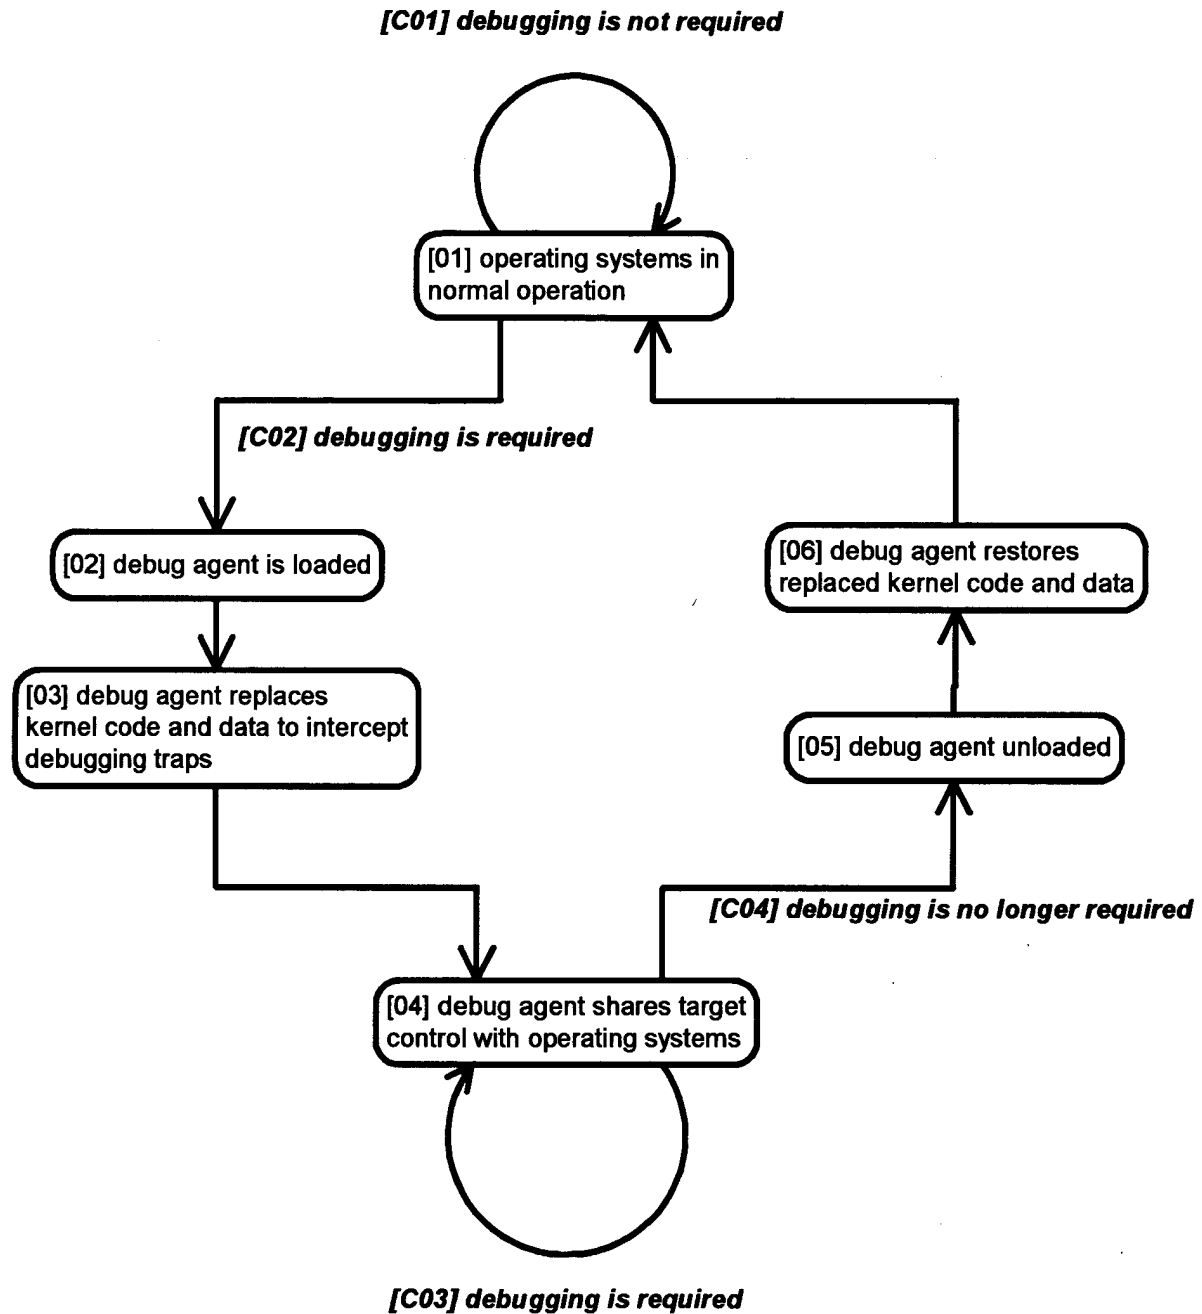 [C01] debugging is not required
[01] operating systems in
normal operation
[C02] debugging is required
[02] debug agent is loaded
[06] debug agent restores
replaced kernel code and data
[03] debug agent replaces
kernel code and data to intercept
debugging traps
[05] debug agent unloaded
[C04] debugging is no longer required
[04] debug agent shares target
control with operating systems
[C03] debugging is required